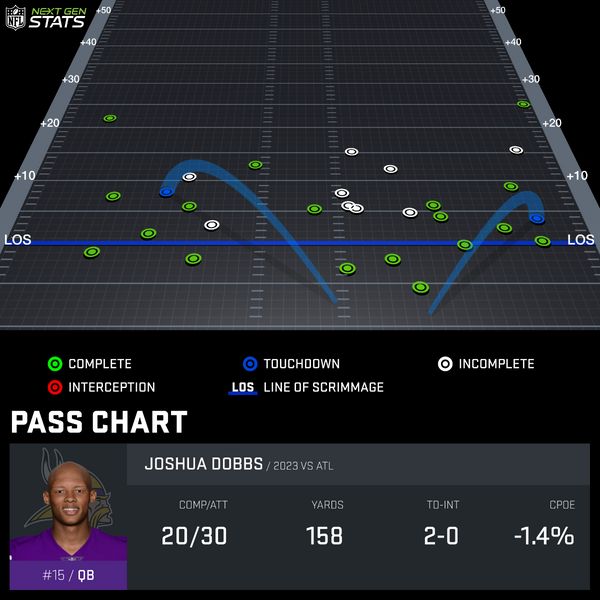 NFL NEXT GEN STATS
+50 +50
+40 +40
+30 +30
+20 +20
+10 +10
LOS LOS
COMPLETE TOUCHDOWN INCOMPLETE
INTERCEPTION LOS LINE OF SCRIMMAGE
PASS CHART
JOSHUA DOBBS / 2023 VS ATL
COMP/ATT YARDS TD-INT CPOE
20/30 158 2-0 -1.4%
#15 / QB